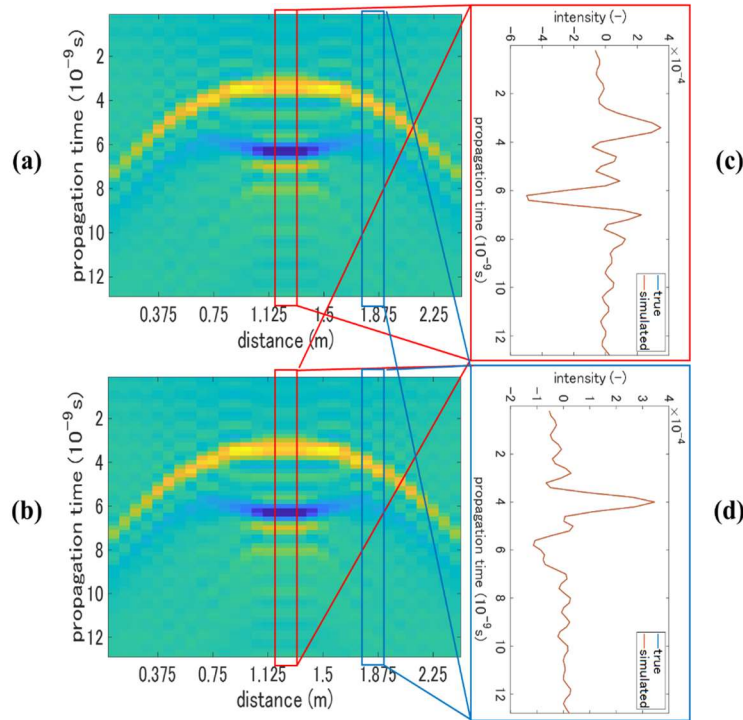 (a)
propagation time (10⁻⁹s)
2
4
6
8
10
12
0.375 0.75 1.125 1.5 1.875 2.25
distance (m)
(b)
propagation time (10⁻⁹s)
2
4
6
8
10
12
0.375 0.75 1.125 1.5 1.875 2.25
distance (m)
(c)
intensity (-)
-6 -4 -2 0 2 4
×10⁻⁴
propagation time (10⁻⁹s)
2
4
6
8
10
12
true
simulated
(d)
intensity (-)
-2 -1 0 1 2 3 4
×10⁻⁴
propagation time (10⁻⁹s)
2
4
6
8
10
12
true
simulated